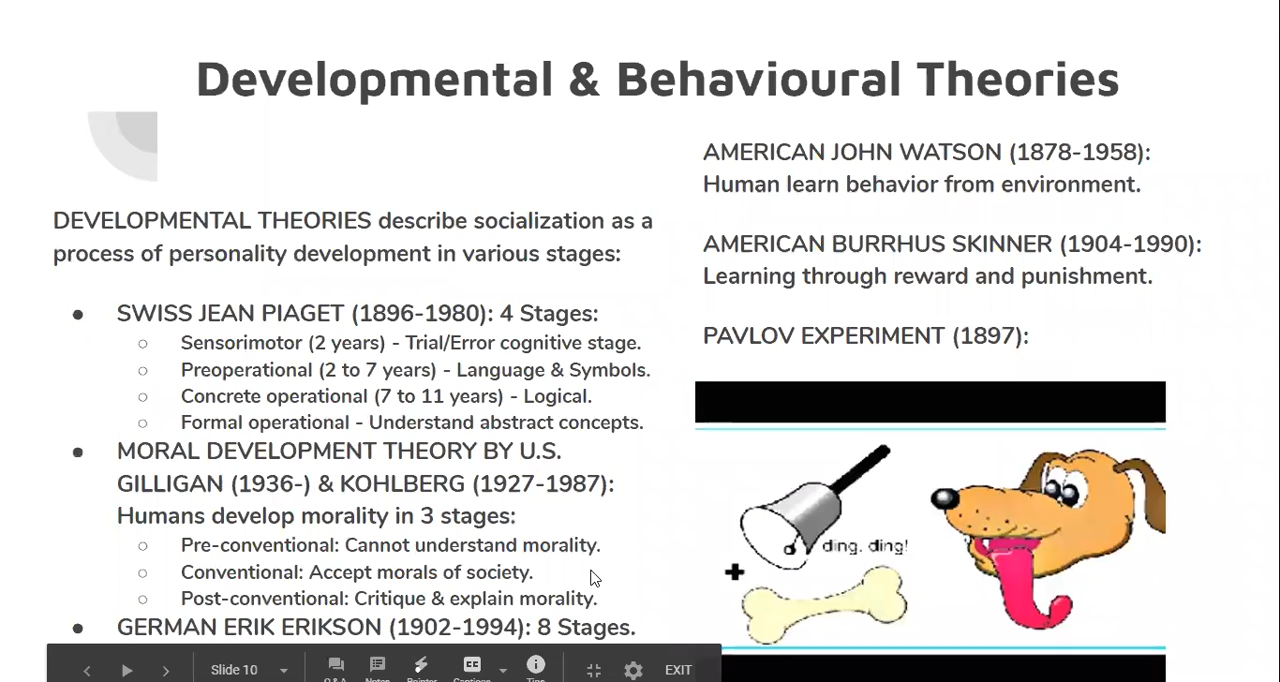 Developmental & Behavioural Theories
DEVELOPMENTAL THEORIES describe socialization as a
process of personality development in various stages:
● SWISS JEAN PIAGET (1896-1980): 4 Stages:
○ Sensorimotor (2 years) - Trial/Error cognitive stage.
○ Preoperational (2 to 7 years) - Language & Symbols.
○ Concrete operational (7 to 11 years) - Logical.
○ Formal operational - Understand abstract concepts.
● MORAL DEVELOPMENT THEORY BY U.S.
GILLIGAN (1936-) & KOHLBERG (1927-1987):
Humans develop morality in 3 stages:
○ Pre-conventional: Cannot understand morality.
○ Conventional: Accept morals of society.
○ Post-conventional: Critique & explain morality.
● GERMAN ERIK ERIKSON (1902-1994): 8 Stages.
AMERICAN JOHN WATSON (1878-1958):
Human learn behavior from environment.
AMERICAN BURRHUS SKINNER (1904-1990):
Learning through reward and punishment.
PAVLOV EXPERIMENT (1897):
ding, ding!
+
Slide 10
CC
EXIT